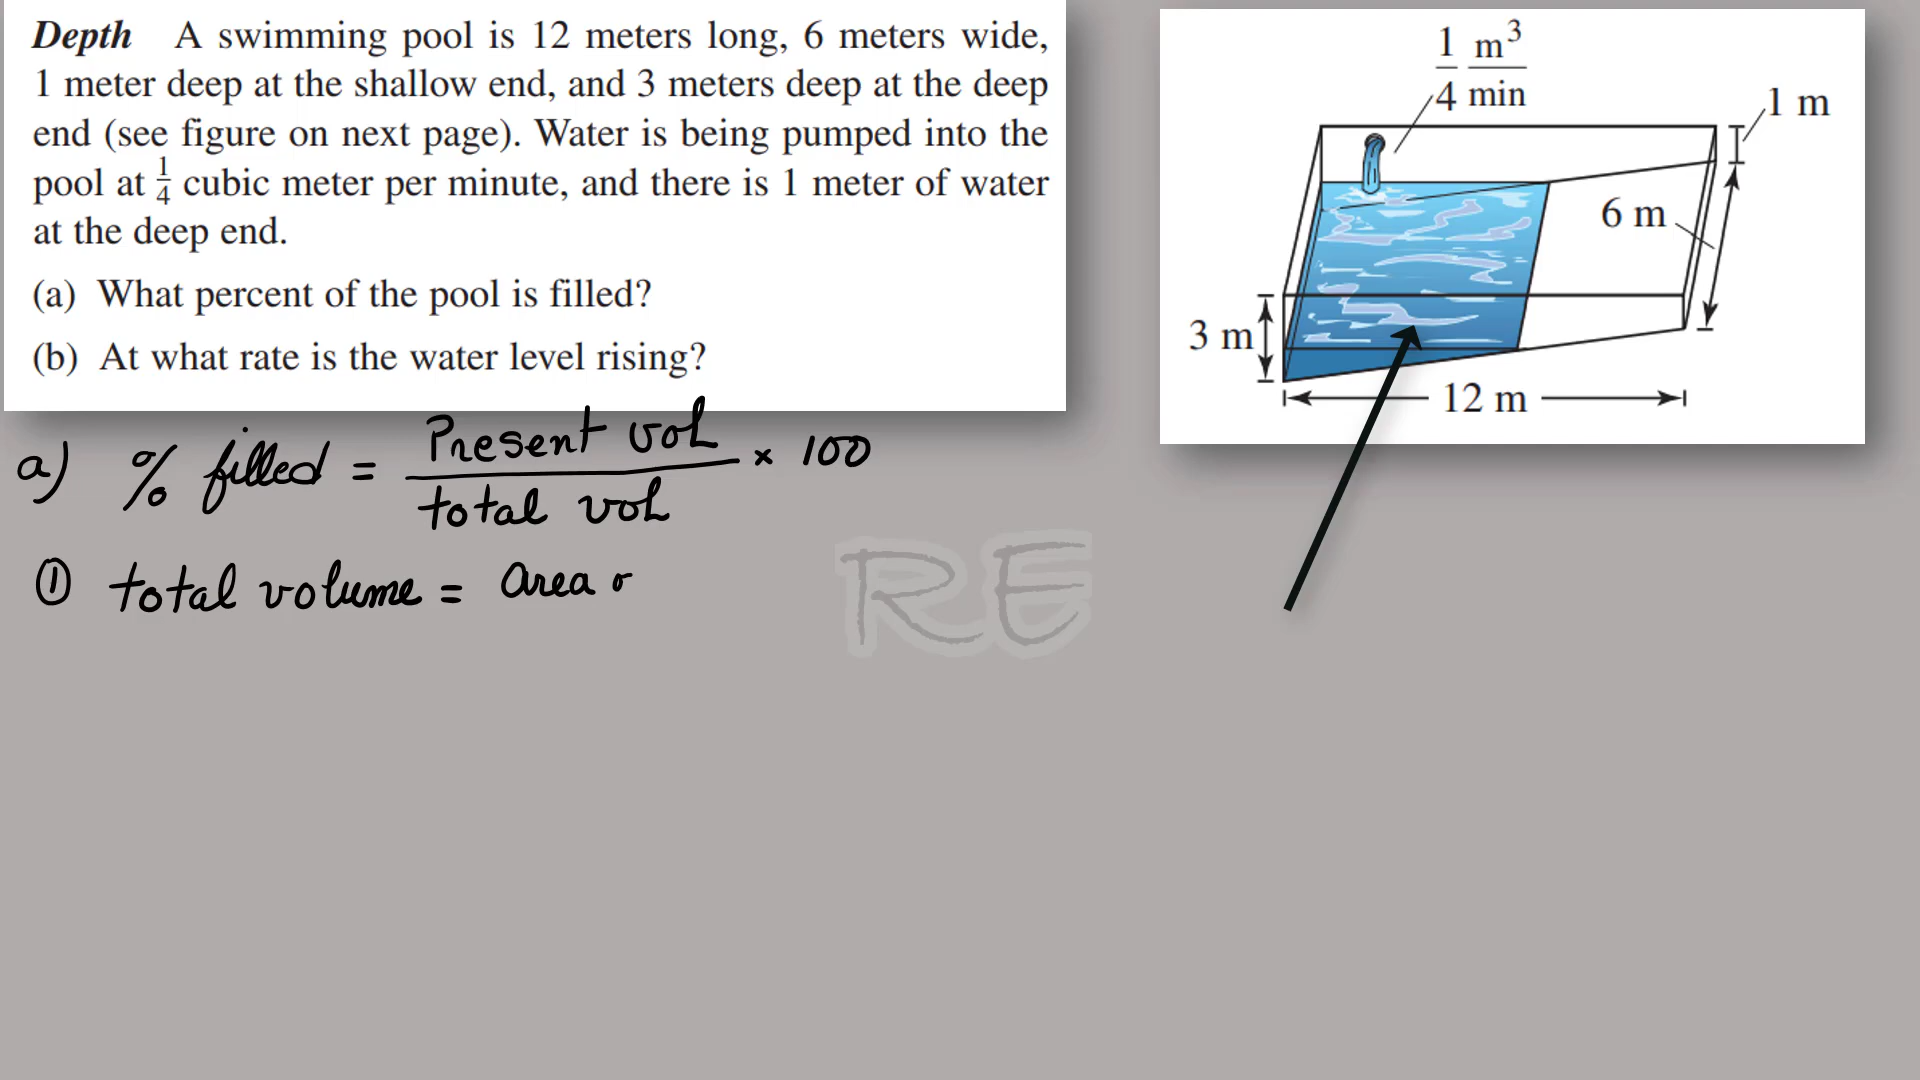 Depth A swimming pool is 12 meters long, 6 meters wide,
1 meter deep at the shallow end, and 3 meters deep at the deep
end (see figure on next page). Water is being pumped into the
pool at 1/4 cubic meter per minute, and there is 1 meter of water
at the deep end.
(a) What percent of the pool is filled?
(b) At what rate is the water level rising?
1/4 m³/min
1 m
6 m
3 m
12 m
a) % filled = Present vol/total vol × 100
① total volume = area o
RE